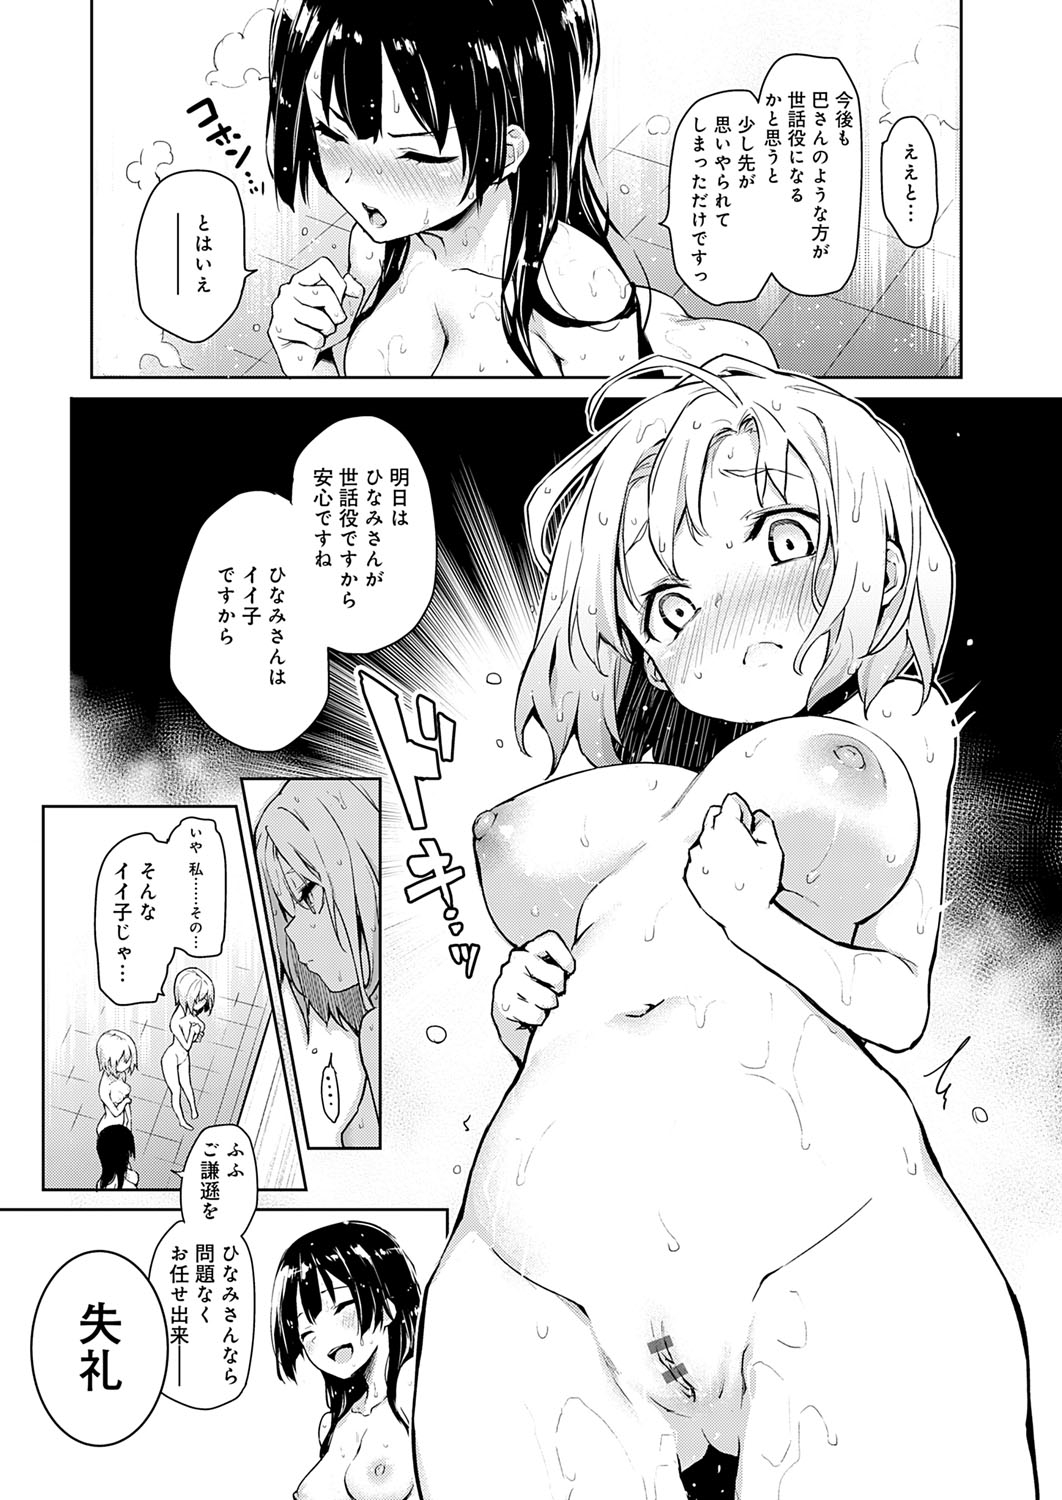 ええと…
今後も
巴さんのような方が
世話役になる
かと思うと
少し先が
思いやられて
しまっただけですっ
コホン…
とはいえ
――
明日は
ひなみさんが
世話役ですから
安心ですね
ひなみさんは
イイ子
ですから
ドキ…ッ
……
いや 私……その…
そんな
イイ子じゃ…
ふふ
ご謙遜を
ひなみさんなら
問題なく
お任せ出来――
失礼